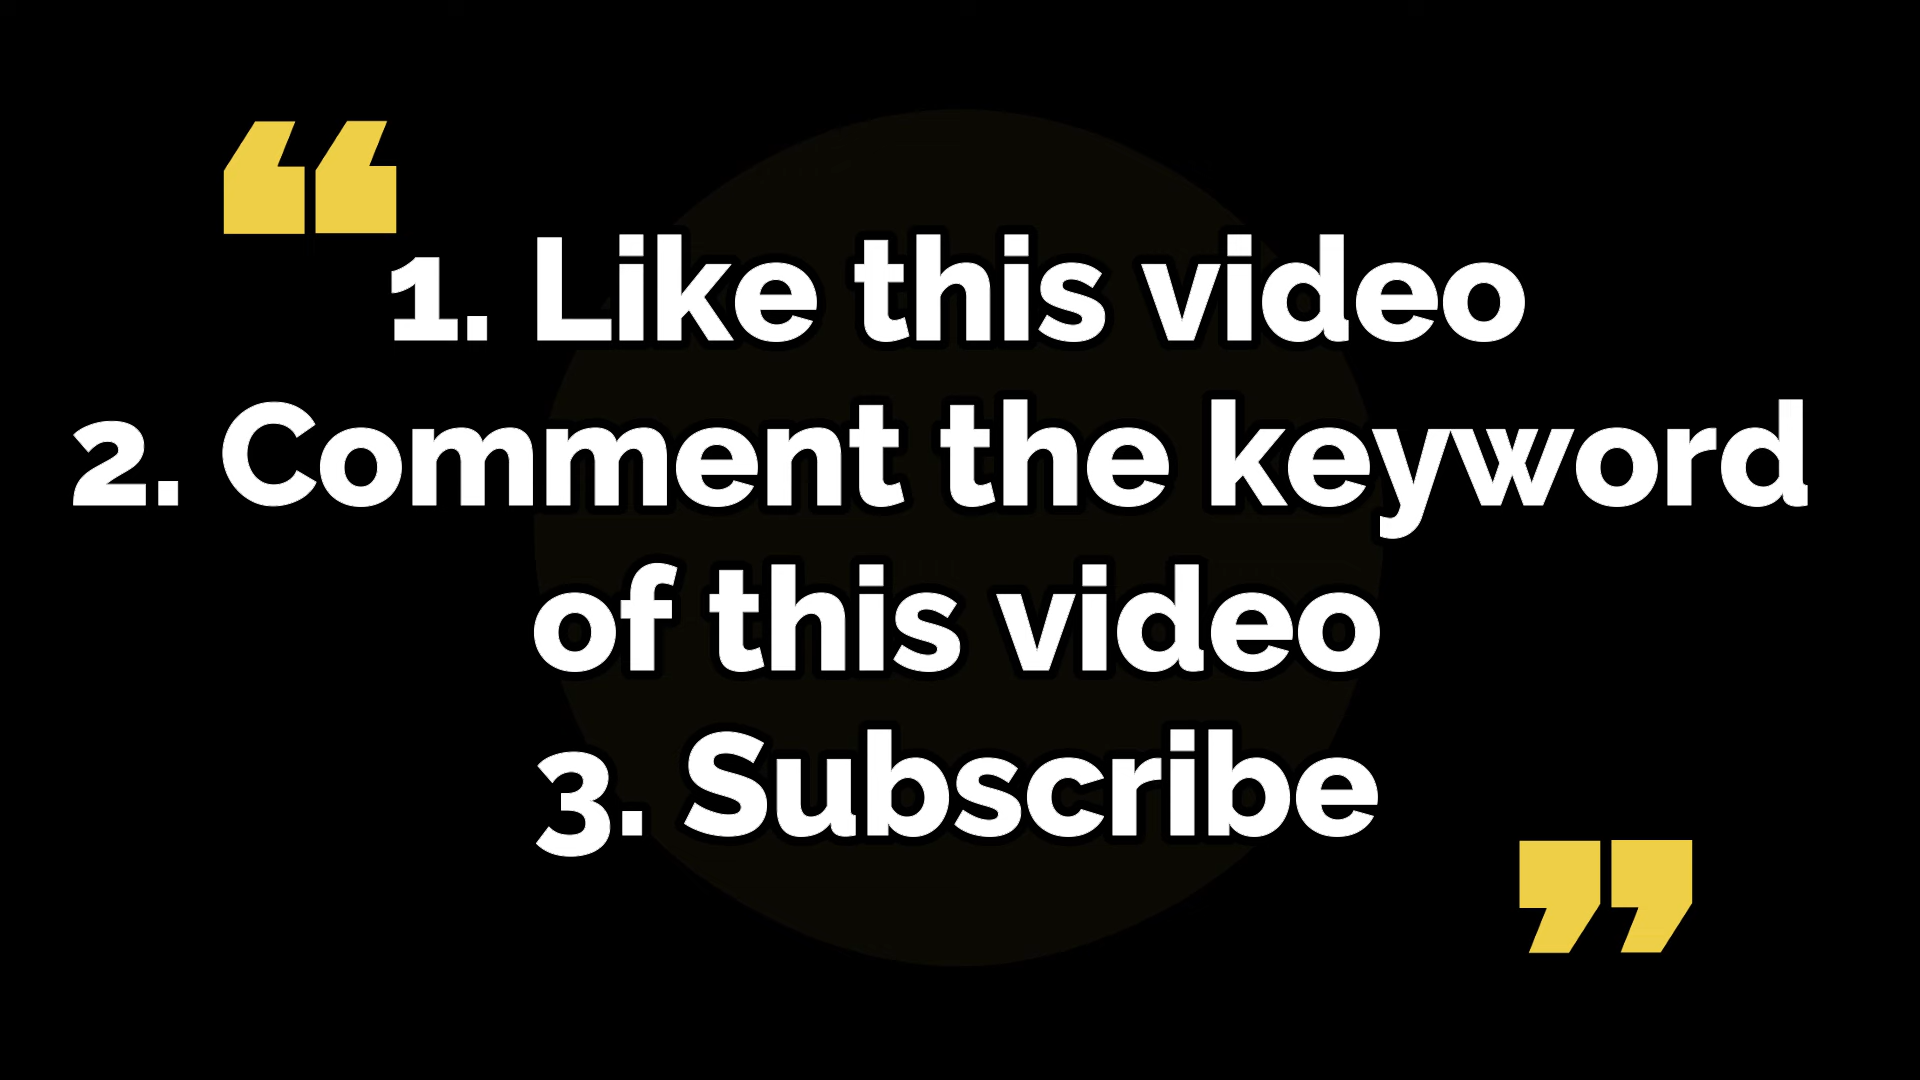 “
1. Like this video
2. Comment the keyword
of this video
3. Subscribe
”